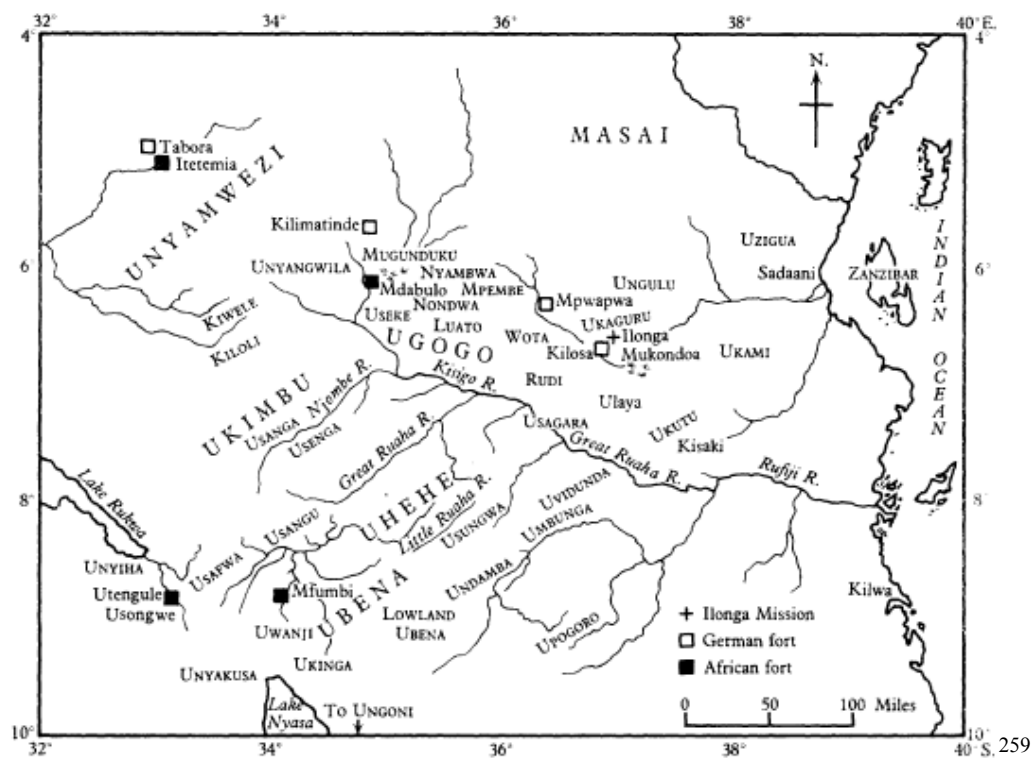 32° 34° 36° 38° 40° E.
4° 4°
N.
MASAI
Tabora
Itetemia
UNYAMWEZI
Kilimatinde
UZIGUA
INDIAN OCEAN
MUGUNDUKU
UNYANGWILA
NYAMBWA
Sadaani
ZANZIBAR
6° 6°
Mdabulo
MPEMBE
UNGULU
NONDWA
Mpwapwa
KIWELE
USEKE
LUATO
UKAGURU
WOTA
Ilonga
KILOLI
UGOGO
Kilosa
Mukondoa
UKAMI
Kisigo R.
RUDI
UKIMBU
USANGA
Njombe R.
Ulaya
USENGA
USAGARA
UKUTU
Great Ruaha R.
Kisaki
Great Ruaha R.
Rufiji R.
Lake Rukwa
8° 8°
UHEHE
Little Ruaha R.
UVIDUNDA
USANGU
USUNGWA
UMBUNGA
UNYIHA
USAFWA
Utengule
Usongwe
Mfumbi
UNDAMBA
Kilwa
UBENA
LOWLAND
UBENA
UWANJI
UPOGORO
UKINGA
UNYAKUSA
Ilonga Mission
German fort
African fort
Lake
Nyasa
TO UNGONI
0 50 100 Miles
10° 10°
32° 34° 36° 38° 40° S.
259